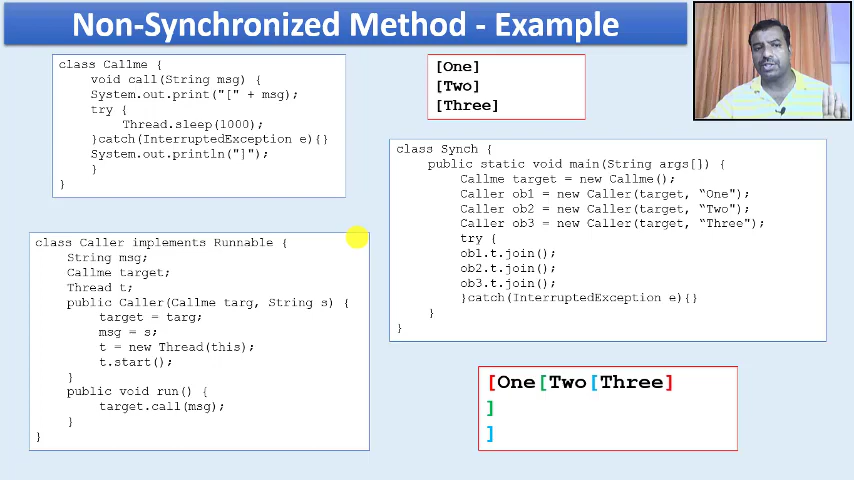 Non-Synchronized Method - Example
class Callme {
void call(String msg) {
System.out.print("[" + msg);
try {
Thread.sleep(1000);
}catch(InterruptedException e){}
System.out.println("]");
}
}
[One]
[Two]
[Three]
class Caller implements Runnable {
String msg;
Callme target;
Thread t;
public Caller(Callme targ, String s) {
target = targ;
msg = s;
t = new Thread(this);
t.start();
}
public void run() {
target.call(msg);
}
}
class Synch {
public static void main(String args[]) {
Callme target = new Callme();
Caller ob1 = new Caller(target, “One");
Caller ob2 = new Caller(target, “Two");
Caller ob3 = new Caller(target, “Three");
try {
ob1.t.join();
ob2.t.join();
ob3.t.join();
}catch(InterruptedException e){}
}
}
[One[Two[Three]
]
]